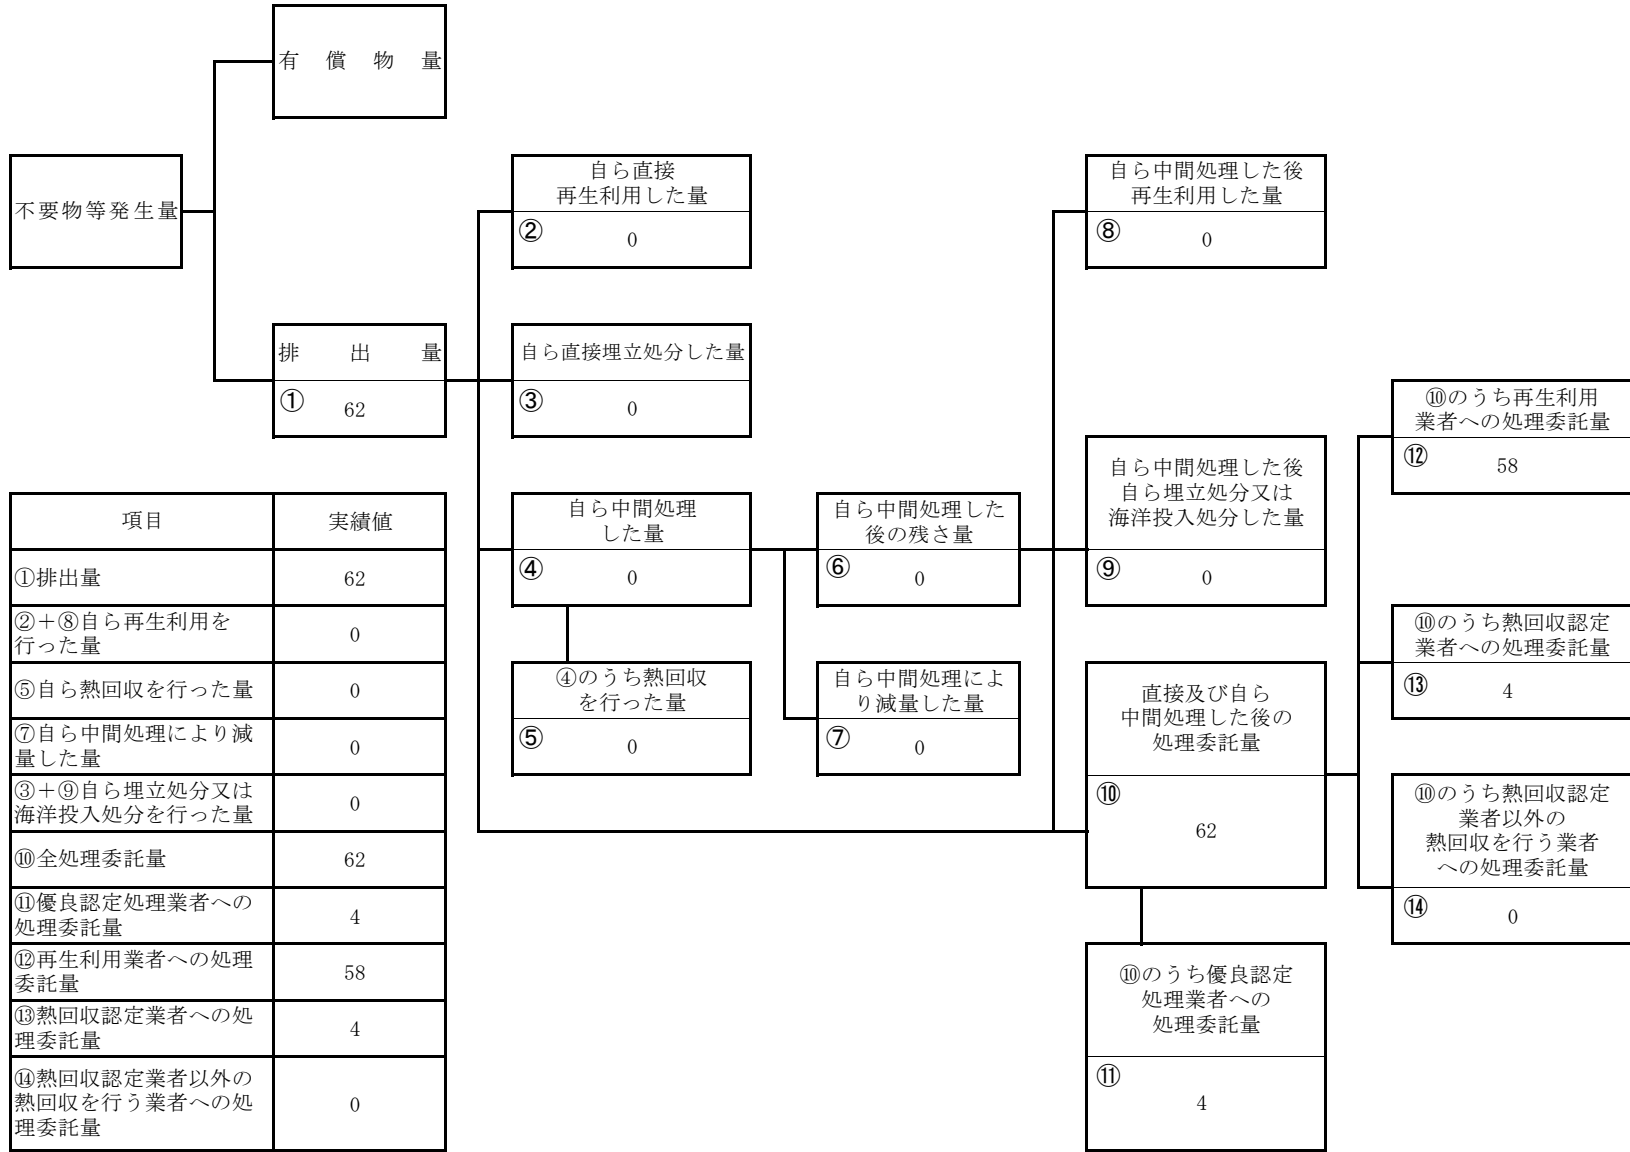 有償物量
不要物等発生量
排出量
① 62
自ら直接
再生利用した量
② 0
自ら直接埋立処分した量
③ 0
自ら中間処理
した量
④ 0
④のうち熱回収
を行った量
⑤ 0
自ら中間処理した
後の残さ量
⑥ 0
自ら中間処理によ
り減量した量
⑦ 0
自ら中間処理した後
再生利用した量
⑧ 0
自ら中間処理した後
自ら埋立処分又は
海洋投入処分した量
⑨ 0
直接及び自ら
中間処理した後の
処理委託量
⑩
62
⑩のうち優良認定
処理業者への
処理委託量
⑪
4
⑩のうち再生利用
業者への処理委託量
⑫ 58
⑩のうち熱回収認定
業者への処理委託量
⑬ 4
⑩のうち熱回収認定
業者以外の
熱回収を行う業者
への処理委託量
⑭ 0
項目 実績値
①排出量 62
②+⑧自ら再生利用を
行った量 0
⑤自ら熱回収を行った量 0
⑦自ら中間処理により減
量した量 0
③+⑨自ら埋立処分又は
海洋投入処分を行った量 0
⑩全処理委託量 62
⑪優良認定処理業者への
処理委託量 4
⑫再生利用業者への処理
委託量 58
⑬熱回収認定業者への処
理委託量 4
⑭熱回収認定業者以外の
熱回収を行う業者への処
理委託量 0